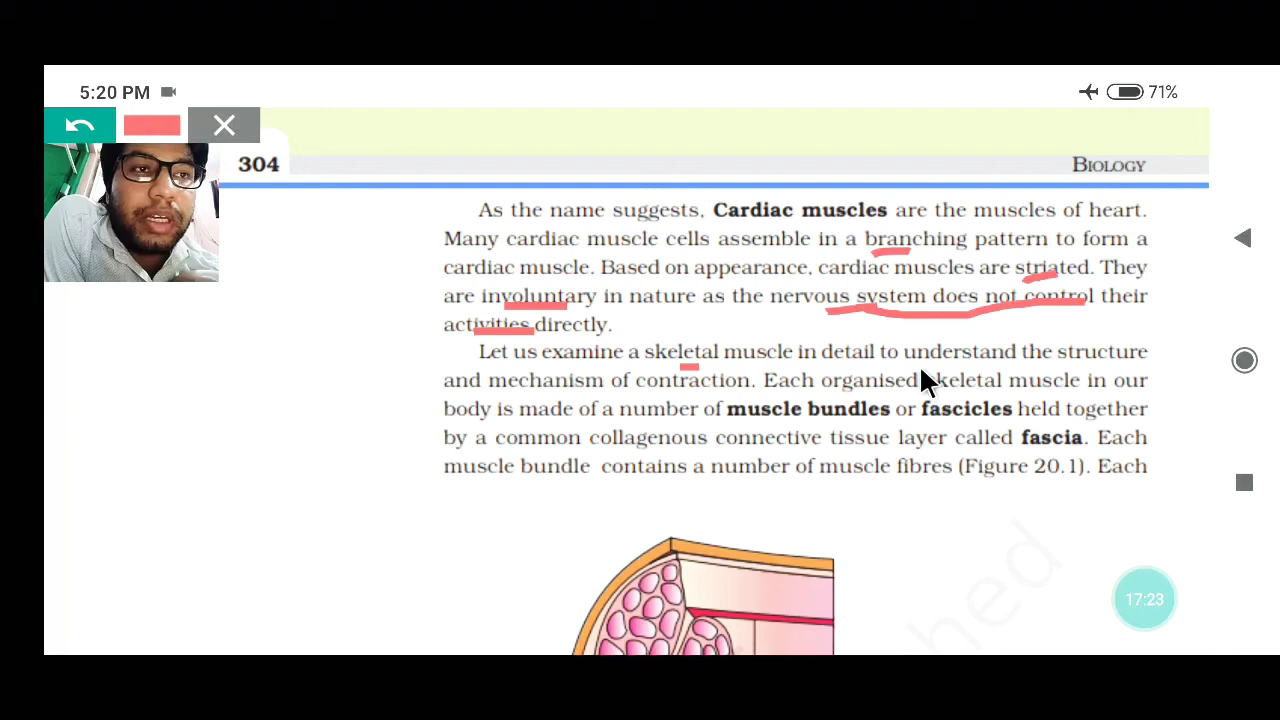 5:20 PM
71%
304
BIOLOGY
As the name suggests, Cardiac muscles are the muscles of heart.
Many cardiac muscle cells assemble in a branching pattern to form a
cardiac muscle. Based on appearance, cardiac muscles are striated. They
are involuntary in nature as the nervous system does not control their
activities directly.
Let us examine a skeletal muscle in detail to understand the structure
and mechanism of contraction. Each organised skeletal muscle in our
body is made of a number of muscle bundles or fascicles held together
by a common collagenous connective tissue layer called fascia. Each
muscle bundle contains a number of muscle fibres (Figure 20.1). Each
hed
17:23